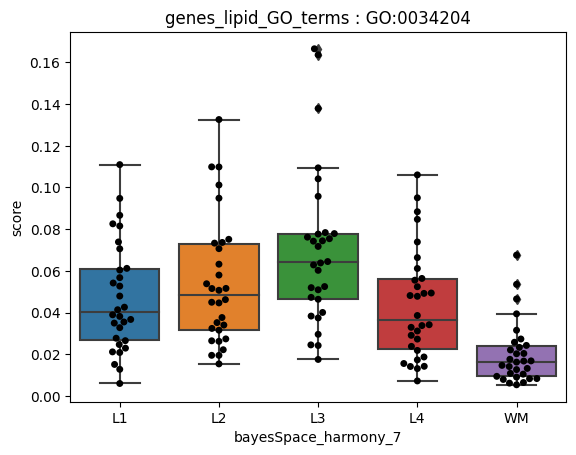 genes_lipid_GO_terms : GO:0034204
0.16
0.14
0.12
0.10
0.08
0.06
0.04
0.02
0.00
score
L1 L2 L3 L4 WM
bayesSpace_harmony_7